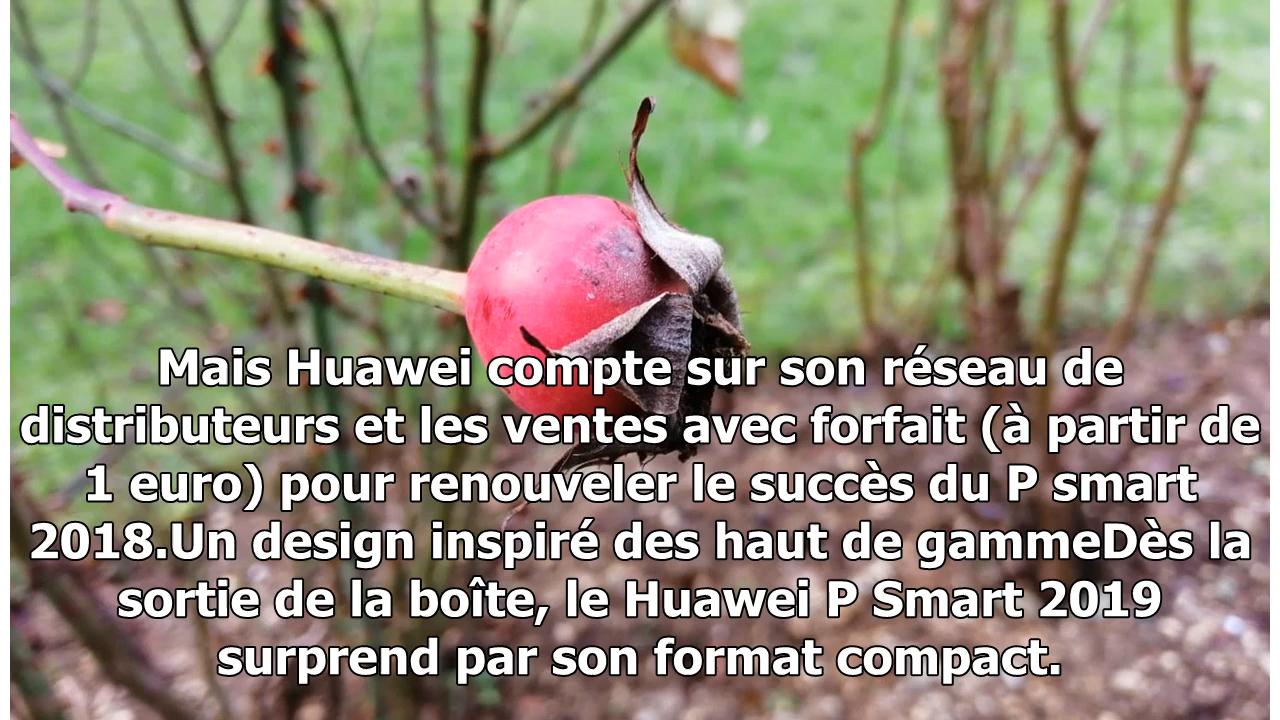 Mais Huawei compte sur son réseau de
distributeurs et les ventes avec forfait (à partir de
1 euro) pour renouveler le succès du P smart
2018.Un design inspiré des haut de gammeDès la
sortie de la boîte, le Huawei P Smart 2019
surprend par son format compact.